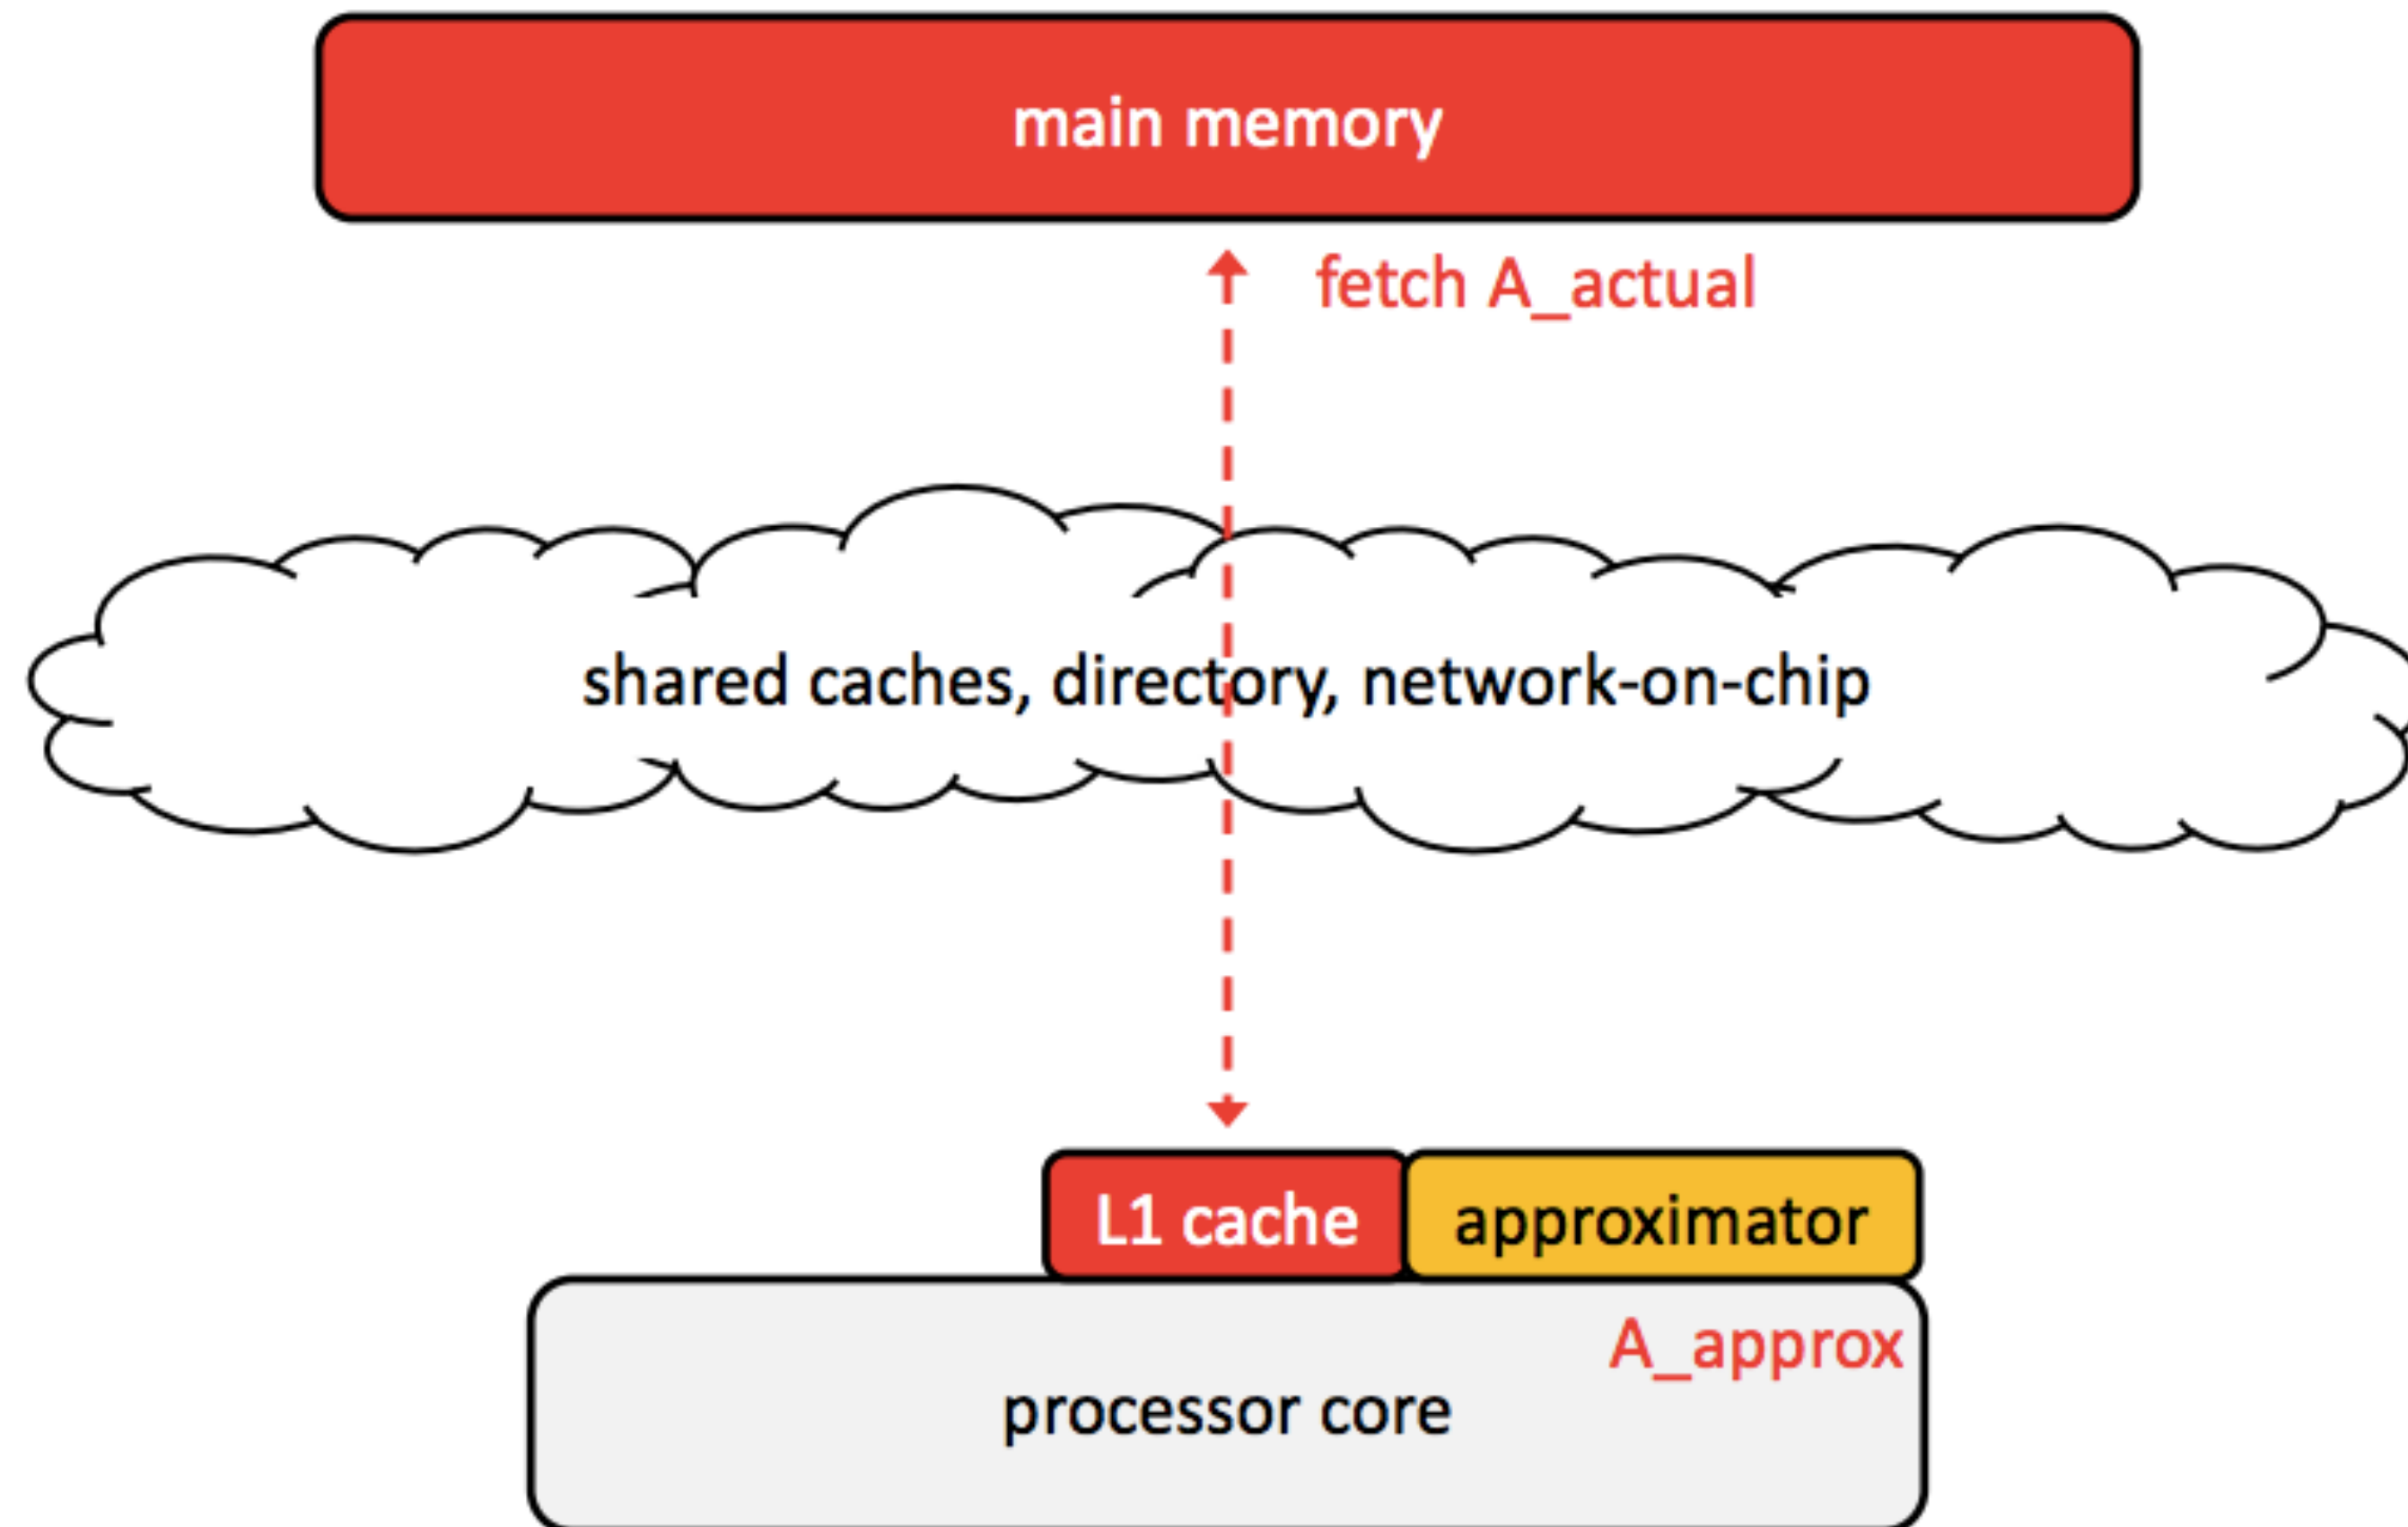 main memory
fetch A_actual
shared caches, directory, network-on-chip
L1 cache
approximator
A_approx
processor core